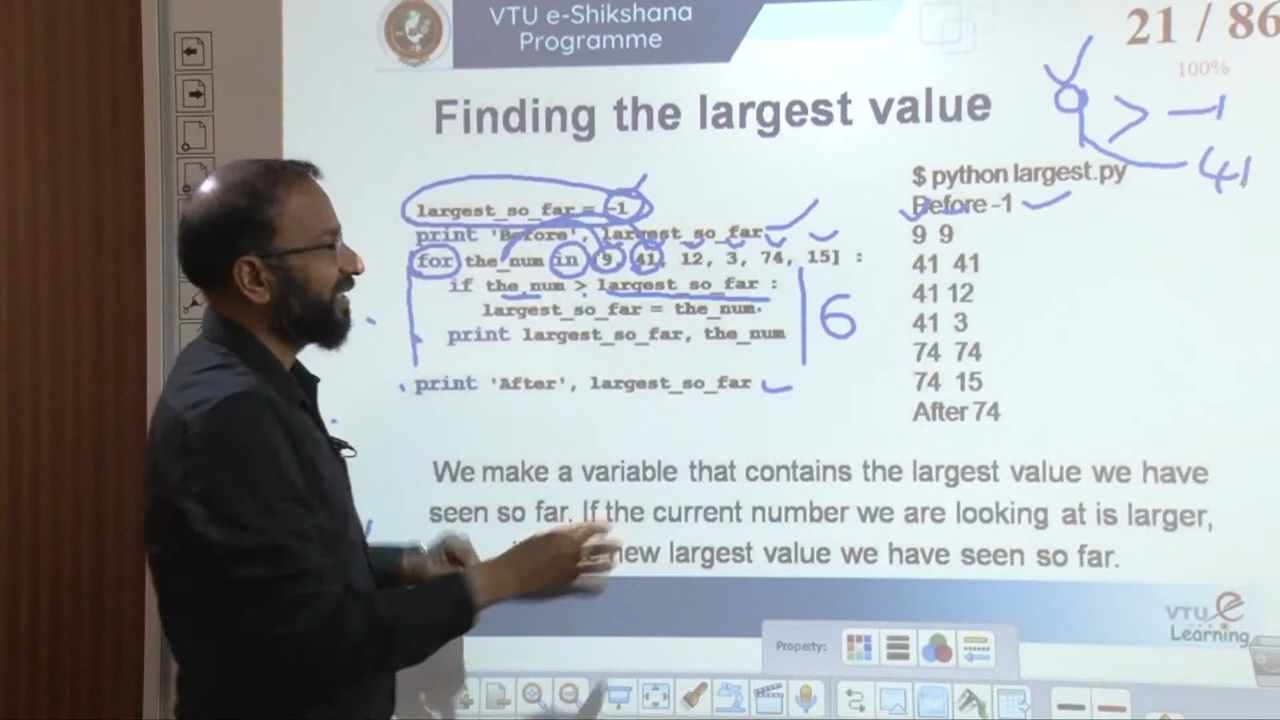 VTU e-Shikshana
Programme
21 / 86
100%
Finding the largest value
9 > -1
41
largest_so_far = -1
print 'Before', largest_so_far
for the_num in [9, 41, 12, 3, 74, 15] :
if the_num > largest_so_far :
largest_so_far = the_num
print largest_so_far, the_num
6
print 'After', largest_so_far
$ python largest.py
Before -1
9 9
41 41
41 12
41 3
74 74
74 15
After 74
We make a variable that contains the largest value we have
seen so far. If the current number we are looking at is larger,
new largest value we have seen so far.
VTU e
Learning
Property: